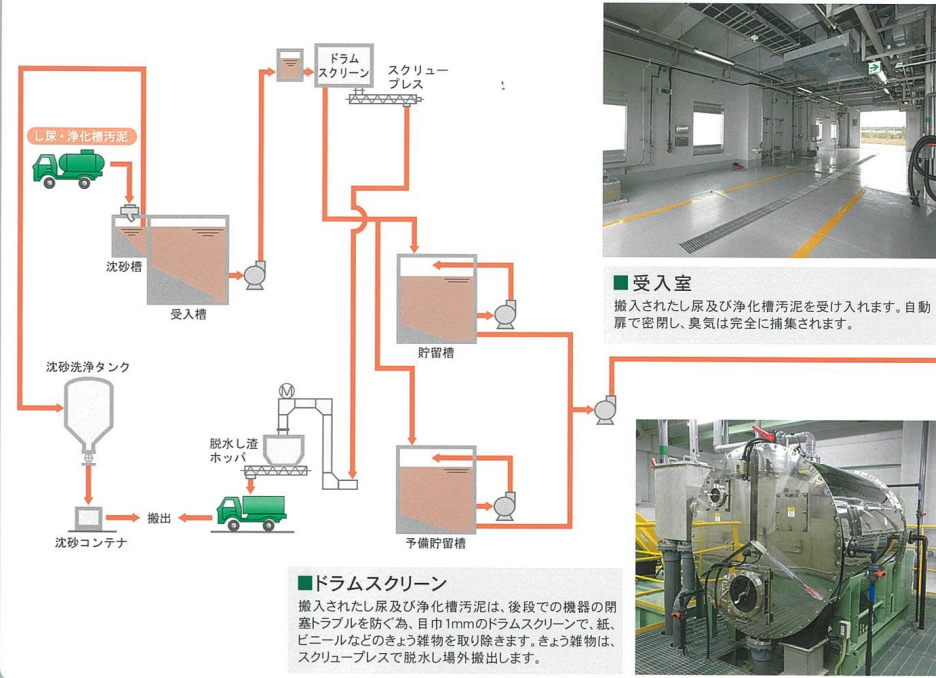 ドラム
スクリーン
スクリュー
プレス
し尿・浄化槽汚泥
沈砂槽
受入槽
貯留槽
沈砂洗浄タンク
M
脱水し渣
ホッパ
沈砂コンテナ
搬出
予備貯留槽
■受入室
搬入されたし尿及び浄化槽汚泥を受け入れます。自動
扉で密閉し、臭気は完全に捕集されます。
■ドラムスクリーン
搬入されたし尿及び浄化槽汚泥は、後段での機器の閉
塞トラブルを防ぐ為、目巾1mmのドラムスクリーンで、紙、
ビニールなどのきょう雑物を取り除きます。きょう雑物は、
スクリュープレスで脱水し場外搬出します。